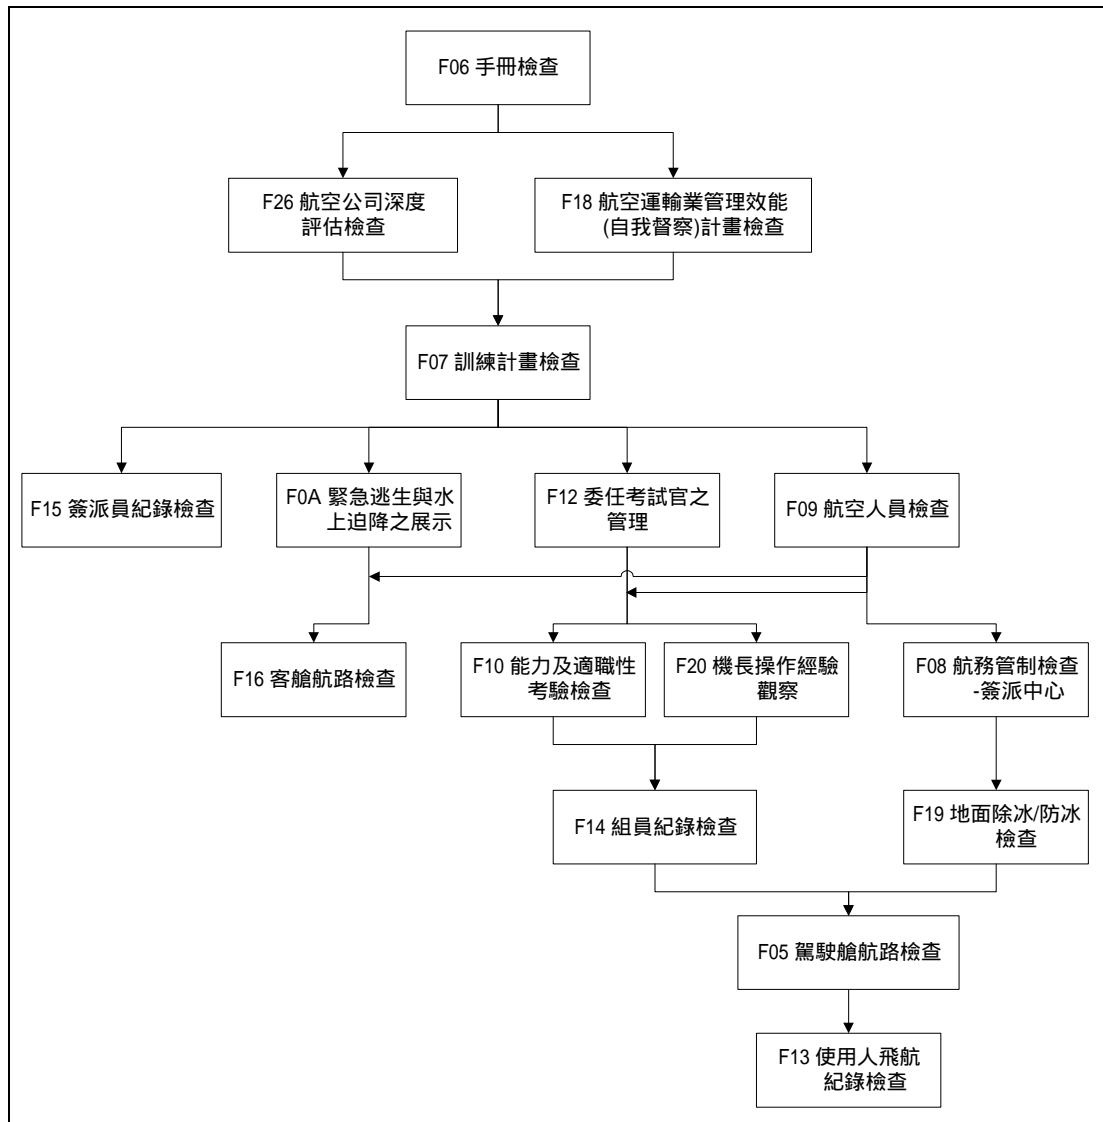 F06 手冊檢查
F26 航空公司深度
評估檢查
F18 航空運輸業管理效能
(自我督察)計畫檢查
F07 訓練計畫檢查
F15 簽派員紀錄檢查
F0A 緊急逃生與水
上迫降之展示
F12 委任考試官之
管理
F09 航空人員檢查
F16 客艙航路檢查
F10 能力及適職性
考驗檢查
F20 機長操作經驗
觀察
F08 航務管制檢查
-簽派中心
F14 組員紀錄檢查
F19 地面除冰/防冰
檢查
F05 駕駛艙航路檢查
F13 使用人飛航
紀錄檢查